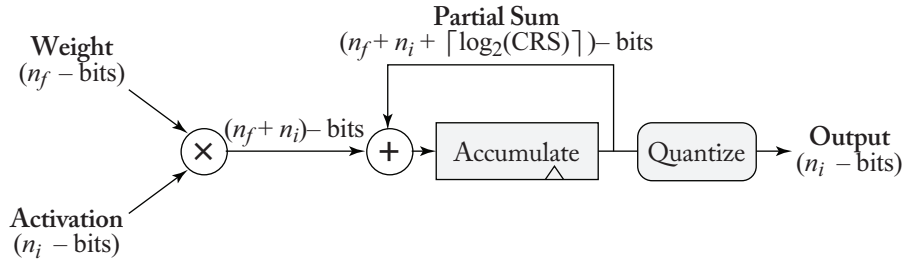 Partial Sum
(n_f + n_i + ⌈log₂(CRS)⌉)– bits
Weight
(n_f – bits)
(n_f + n_i)– bits
×
+
Accumulate
Quantize
Output
(n_i – bits)
Activation
(n_i – bits)